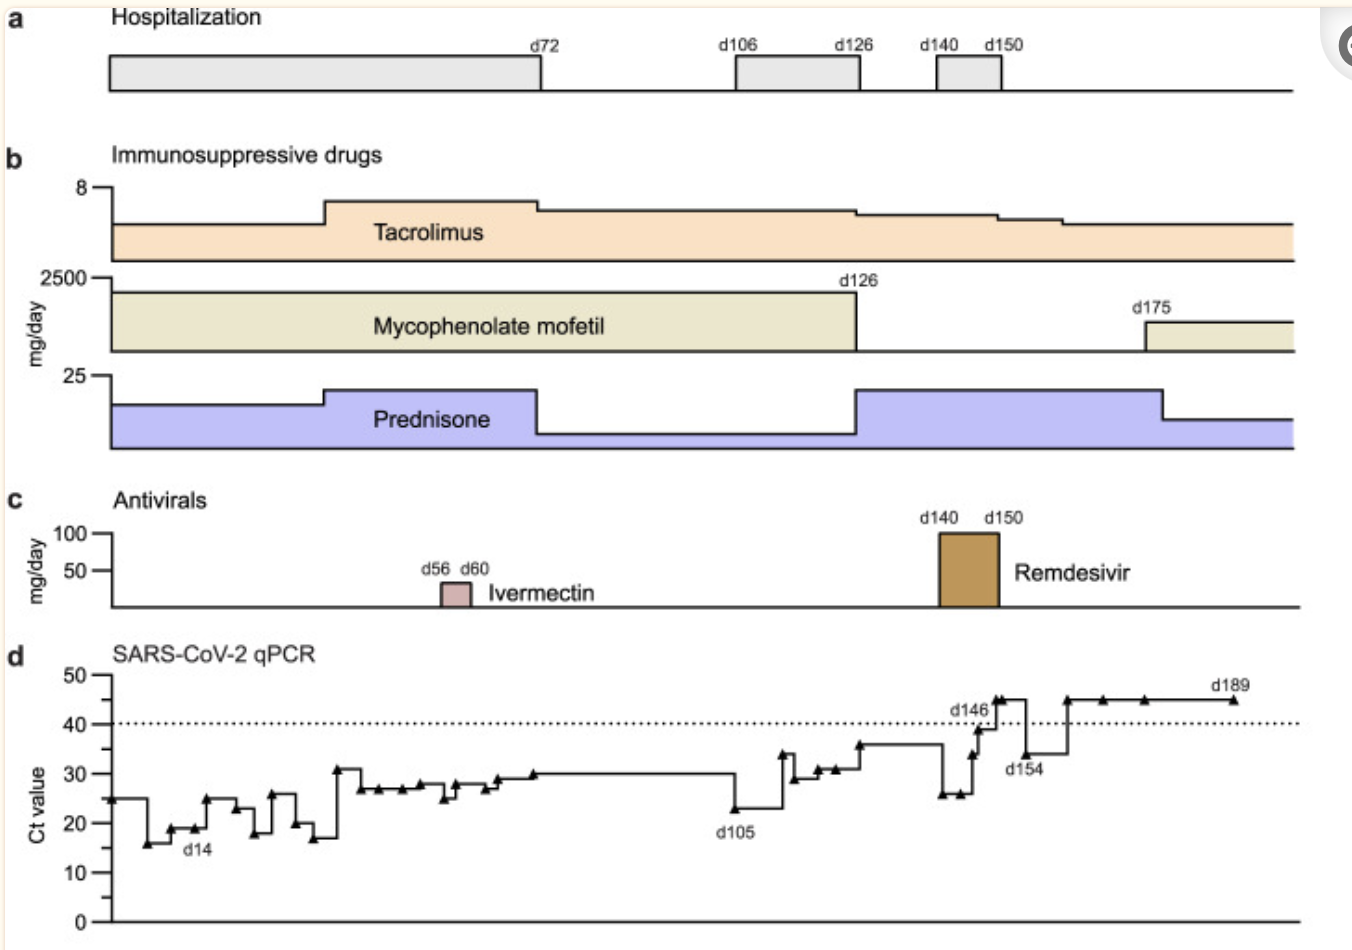 a Hospitalization
d72 d106 d126 d140 d150
b Immunosuppressive drugs
8
Tacrolimus
2500
d126
d175
Mycophenolate mofetil
mg/day
25
Prednisone
c Antivirals
d140 d150
100
d56 d60
50
Ivermectin
Remdesivir
mg/day
d SARS-CoV-2 qPCR
50
d189
d146
40
d154
30
d105
20
d14
10
0
Ct value